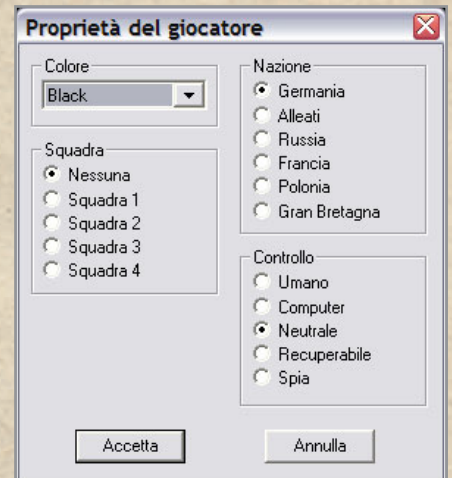 Proprietà del giocatore
Colore
Black
Squadra
Nessuna
Squadra 1
Squadra 2
Squadra 3
Squadra 4
Nazione
Germania
Alleati
Russia
Francia
Polonia
Gran Bretagna
Controllo
Umano
Computer
Neutrale
Recuperabile
Spia
Accetta
Annulla